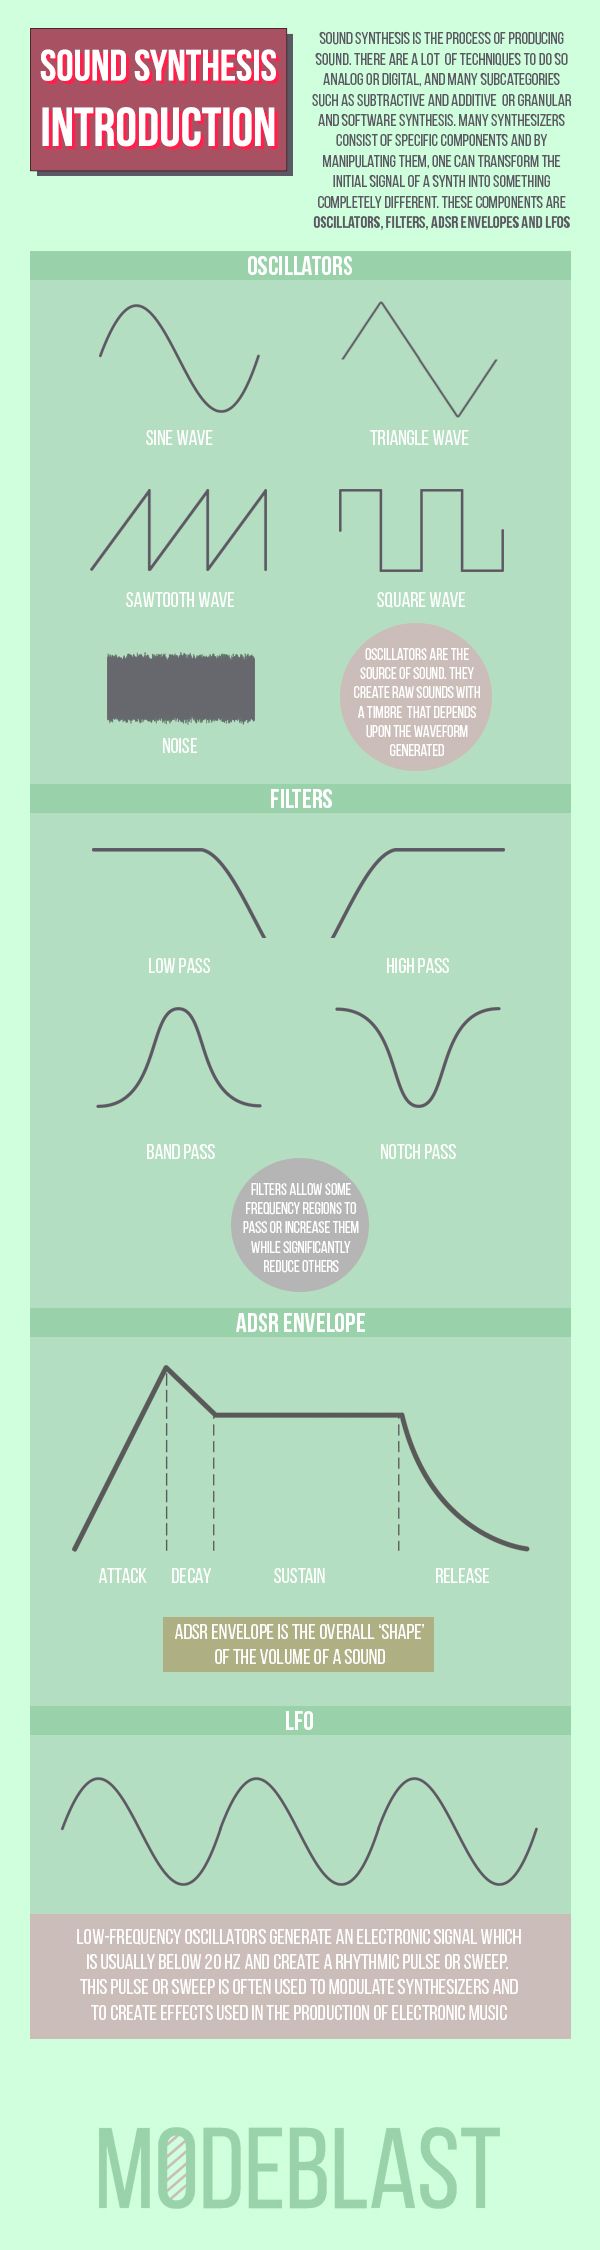 SOUND SYNTHESIS
INTRODUCTION
SOUND SYNTHESIS IS THE PROCESS OF PRODUCING
SOUND. THERE ARE A LOT OF TECHNIQUES TO DO SO
ANALOG OR DIGITAL, AND MANY SUBCATEGORIES
SUCH AS SUBTRACTIVE AND ADDITIVE OR GRANULAR
AND SOFTWARE SYNTHESIS. MANY SYNTHESIZERS
CONSIST OF SPECIFIC COMPONENTS AND BY
MANIPULATING THEM, ONE CAN TRANSFORM THE
INITIAL SIGNAL OF A SYNTH INTO SOMETHING
COMPLETELY DIFFERENT. THESE COMPONENTS ARE
OSCILLATORS, FILTERS, ADSR ENVELOPES AND LFOS
OSCILLATORS
SINE WAVE
TRIANGLE WAVE
SAWTOOTH WAVE
SQUARE WAVE
NOISE
OSCILLATORS ARE THE
SOURCE OF SOUND. THEY
CREATE RAW SOUNDS WITH
A TIMBRE THAT DEPENDS
UPON THE WAVEFORM
GENERATED
FILTERS
LOW PASS
HIGH PASS
BAND PASS
NOTCH PASS
FILTERS ALLOW SOME
FREQUENCY REGIONS TO
PASS OR INCREASE THEM
WHILE SIGNIFICANTLY
REDUCE OTHERS
ADSR ENVELOPE
ATTACK
DECAY
SUSTAIN
RELEASE
ADSR ENVELOPE IS THE OVERALL ‘SHAPE’
OF THE VOLUME OF A SOUND
LFO
LOW-FREQUENCY OSCILLATORS GENERATE AN ELECTRONIC SIGNAL WHICH
IS USUALLY BELOW 20 HZ AND CREATE A RHYTHMIC PULSE OR SWEEP.
THIS PULSE OR SWEEP IS OFTEN USED TO MODULATE SYNTHESIZERS AND
TO CREATE EFFECTS USED IN THE PRODUCTION OF ELECTRONIC MUSIC
MODEBLAST